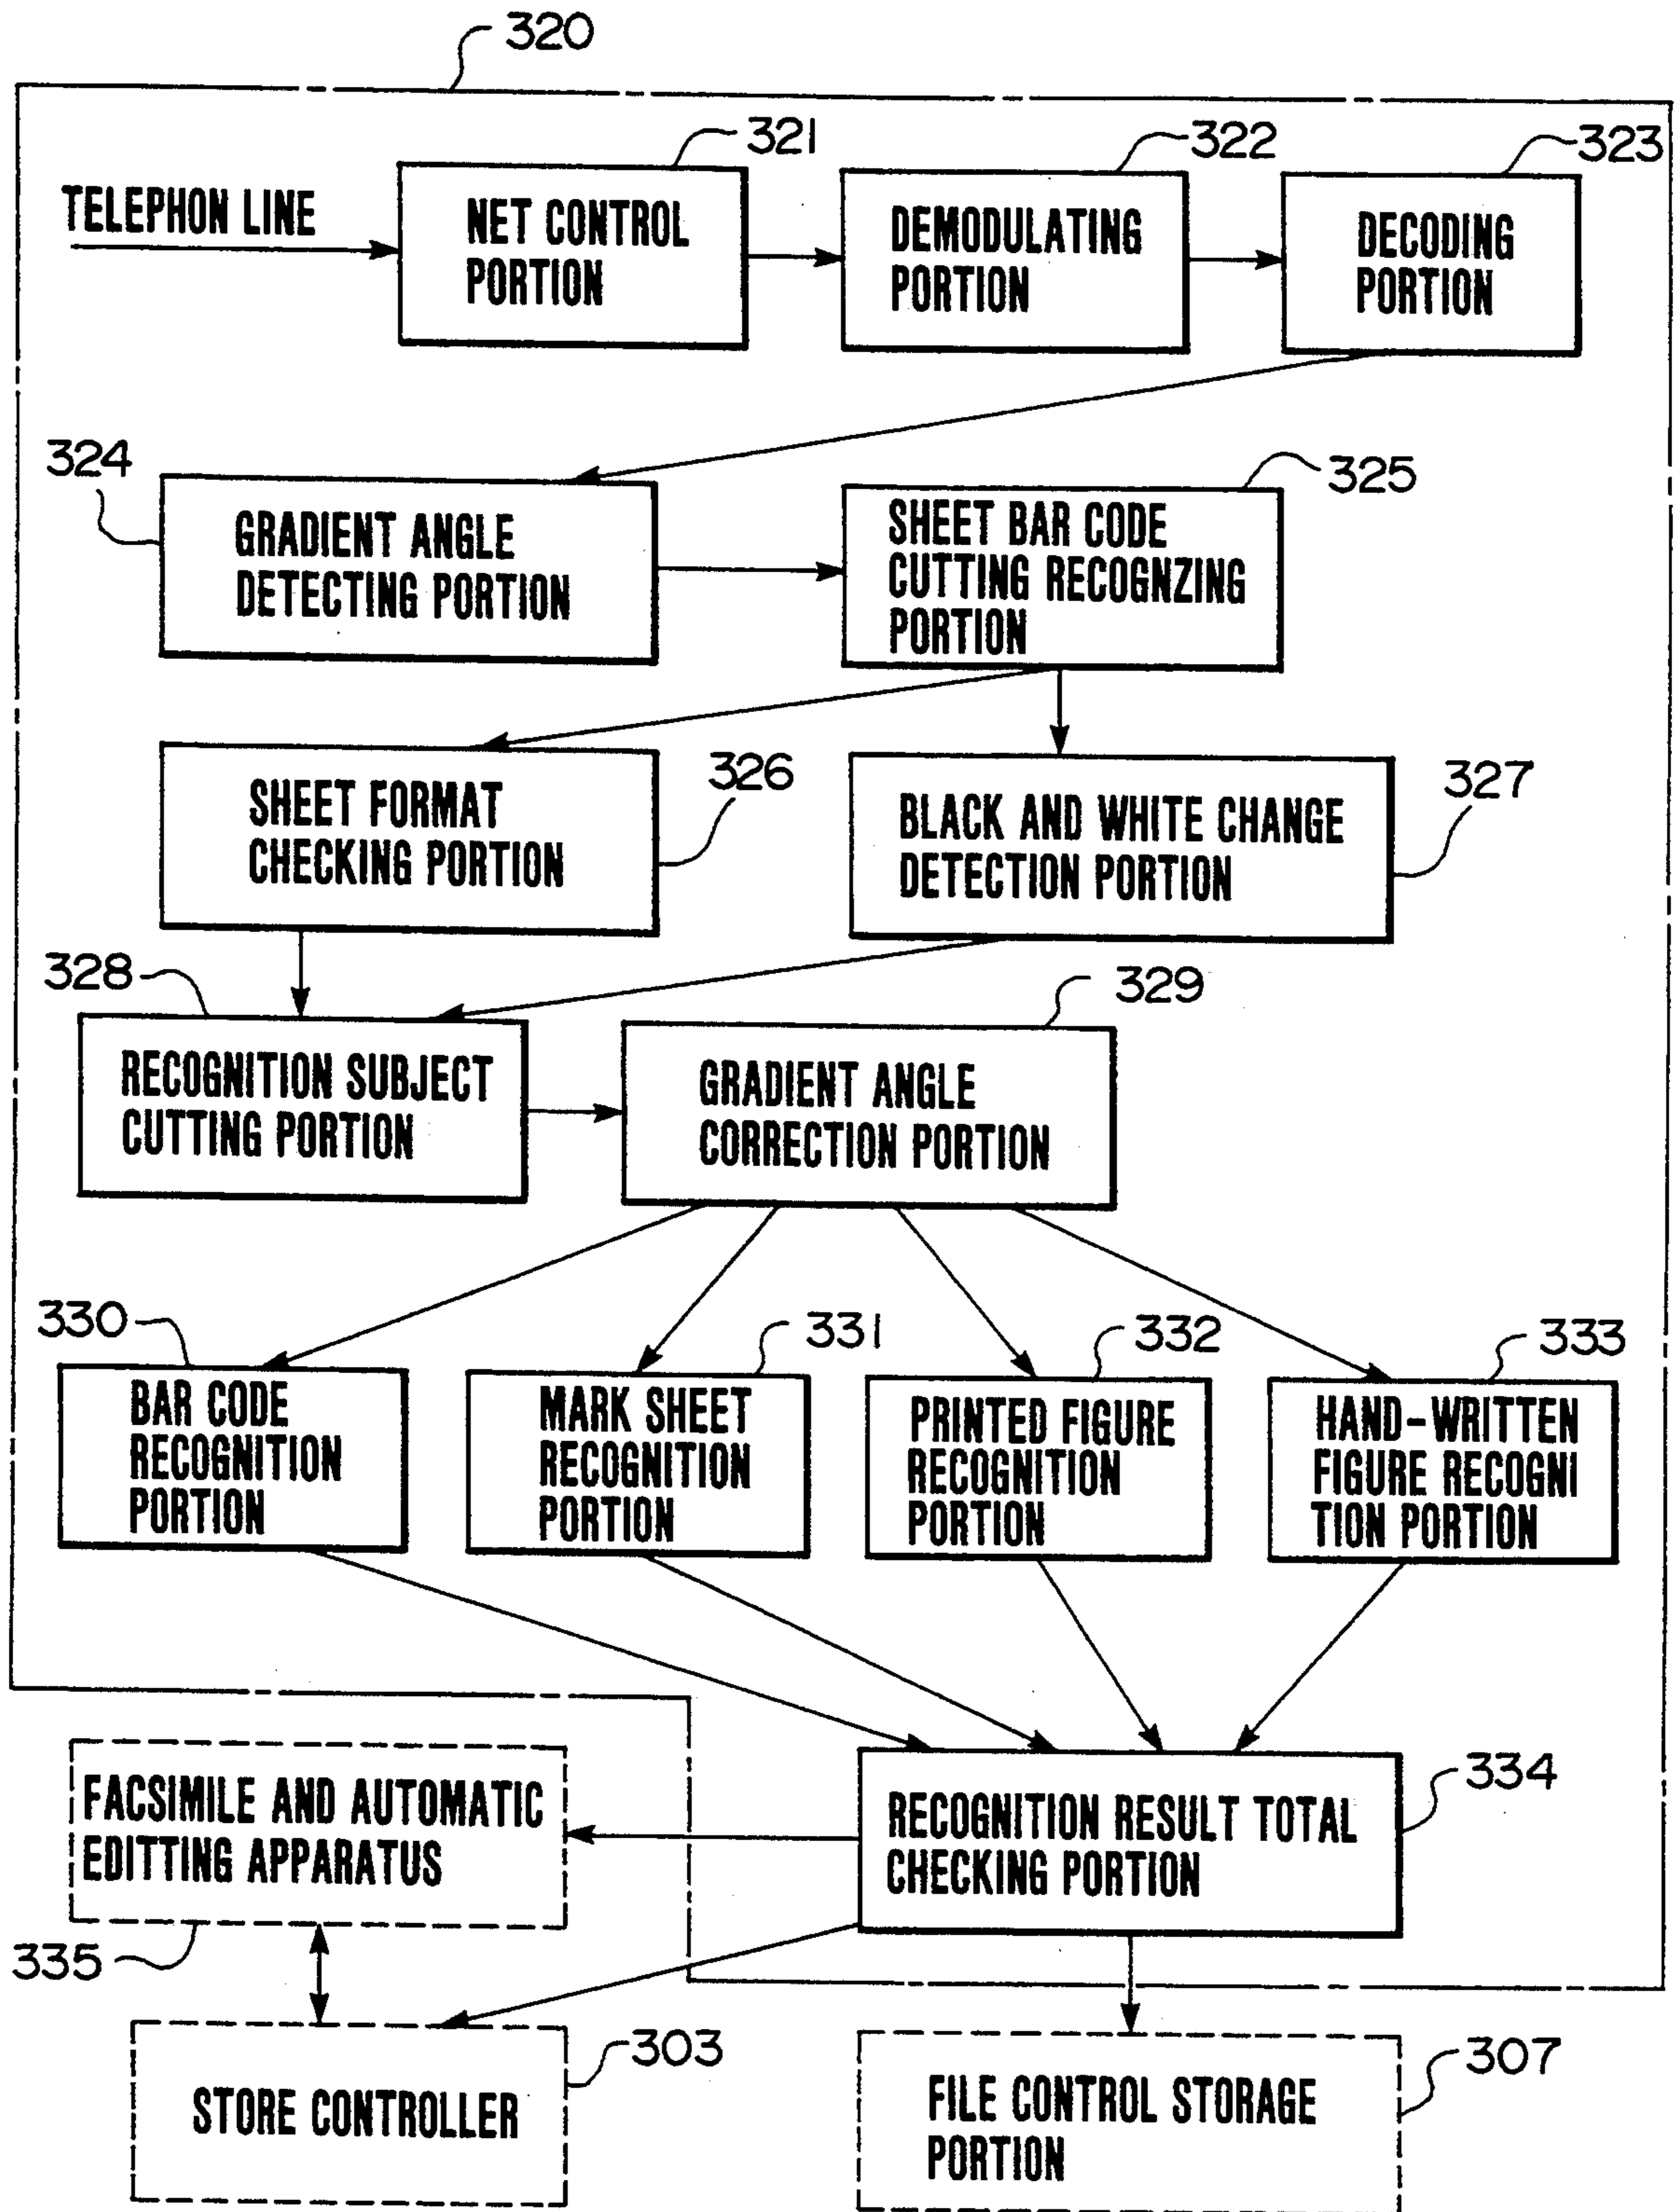 320
321
322
323
TELEPHON LINE
NET CONTROL
PORTION
DEMODULATING
PORTION
DECODING
PORTION
324
325
GRADIENT ANGLE
DETECTING PORTION
SHEET BAR CODE
CUTTING RECOGNZING
PORTION
326
327
SHEET FORMAT
CHECKING PORTION
BLACK AND WHITE CHANGE
DETECTION PORTION
328
329
RECOGNITION SUBJECT
CUTTING PORTION
GRADIENT ANGLE
CORRECTION PORTION
330
331
332
333
BAR CODE
RECOGNITION
PORTION
MARK SHEET
RECOGNITION
PORTION
PRINTED FIGURE
RECOGNITION
PORTION
HAND-WRITTEN
FIGURE RECOGNI
TION PORTION
334
FACSIMILE AND AUTOMATIC
EDITTING APPARATUS
RECOGNITION RESULT TOTAL
CHECKING PORTION
335
303
307
STORE CONTROLLER
FILE CONTROL STORAGE
PORTION